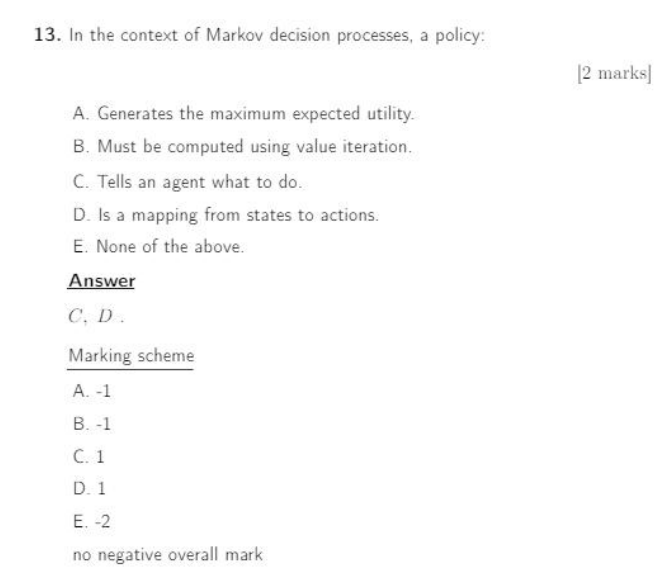 13. In the context of Markov decision processes, a policy:
[2 marks]
A. Generates the maximum expected utility.
B. Must be computed using value iteration.
C. Tells an agent what to do.
D. Is a mapping from states to actions.
E. None of the above.
Answer
C, D .
Marking scheme
A. -1
B. -1
C. 1
D. 1
E. -2
no negative overall mark